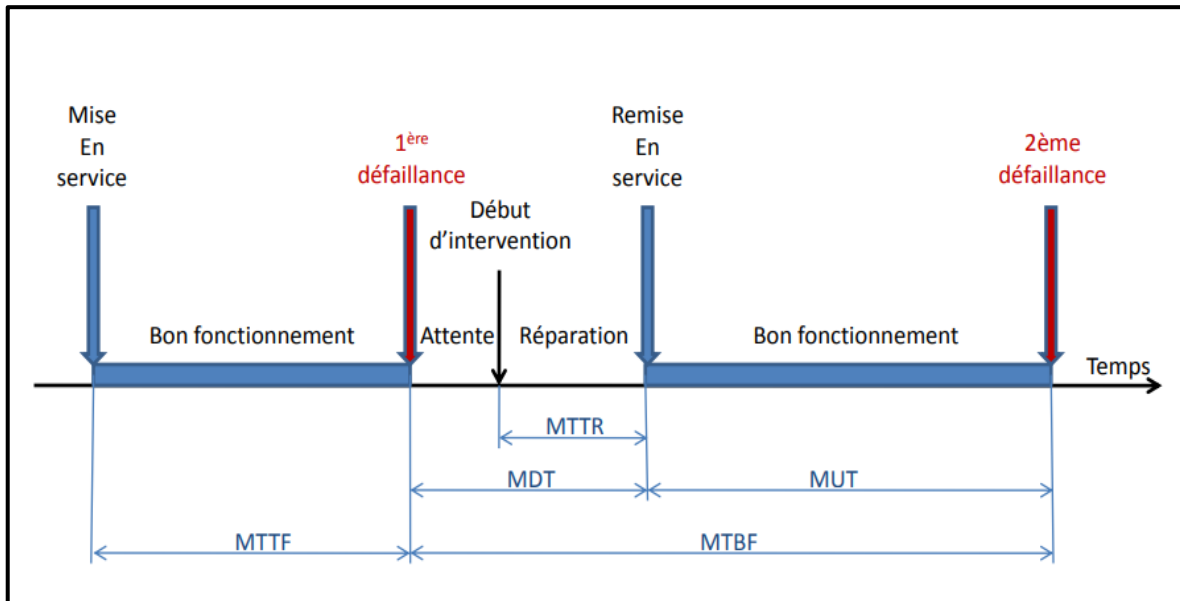 Mise
En
service
1ère
défaillance
Début
d'intervention
Remise
En
service
2ème
défaillance
Bon fonctionnement
Attente
Réparation
Bon fonctionnement
Temps
MTTR
MDT
MUT
MTTF
MTBF